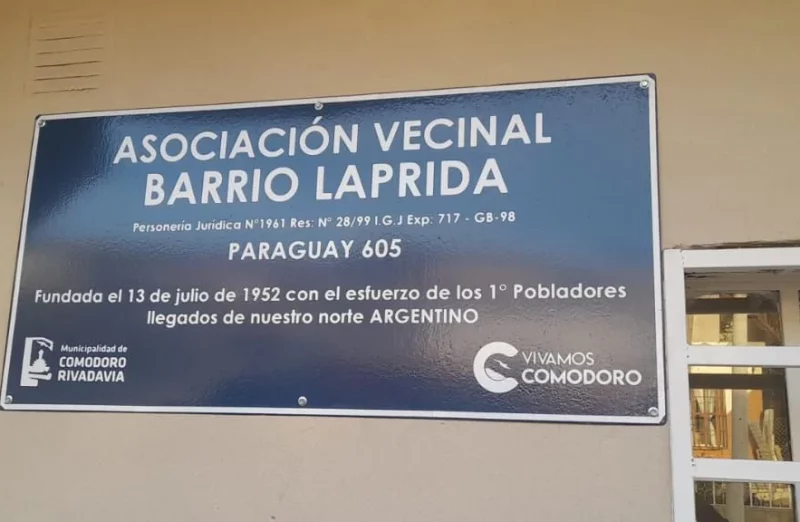 ASOCIACIÓN VECINAL
BARRIO LAPRIDA
Personería Jurídica N°1961 Res: N° 28/99 I.G.J Exp: 717 - GB-98
PARAGUAY 605
Fundada el 13 de julio de 1952 con el esfuerzo de los 1° Pobladores
llegados de nuestro norte ARGENTINO
Municipalidad de
COMODORO
RIVADAVIA
VIVAMOS
COMODORO